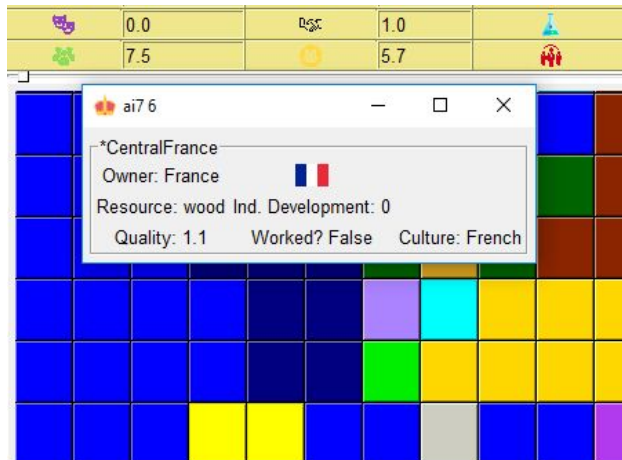 0.0 1.0
7.5 5.7
ai7 6
*CentralFrance
Owner: France
Resource: wood Ind. Development: 0
Quality: 1.1 Worked? False Culture: French